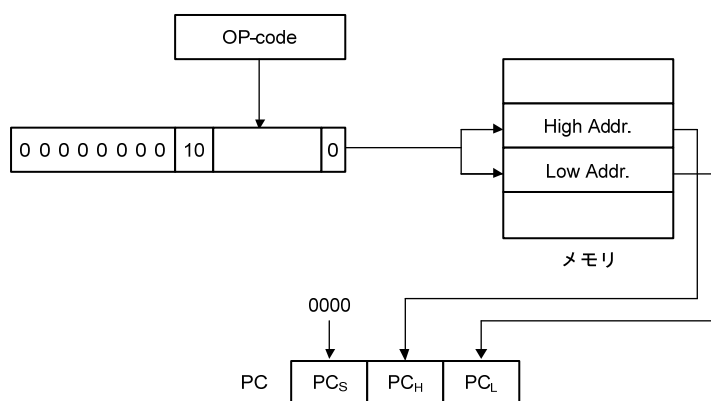 OP-code
0 0 0 0 0 0 0 0 10 0
High Addr.
Low Addr.
メモリ
0000
PC PCS PCH PCL